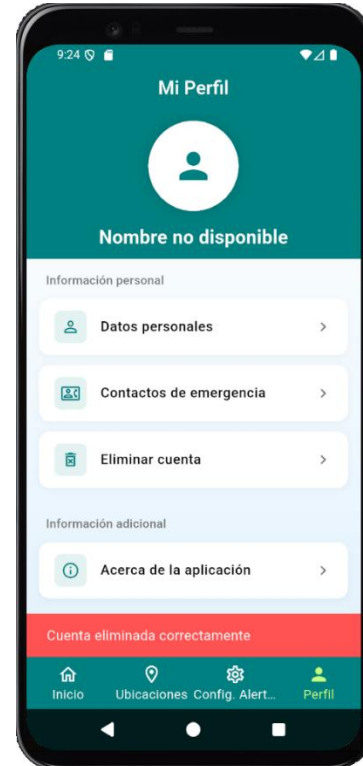 9:24
Mi Perfil
Nombre no disponible
Información personal
Datos personales
Contactos de emergencia
Eliminar cuenta
Información adicional
Acerca de la aplicación
Cuenta eliminada correctamente
Inicio Ubicaciones Config. Alert... Perfil